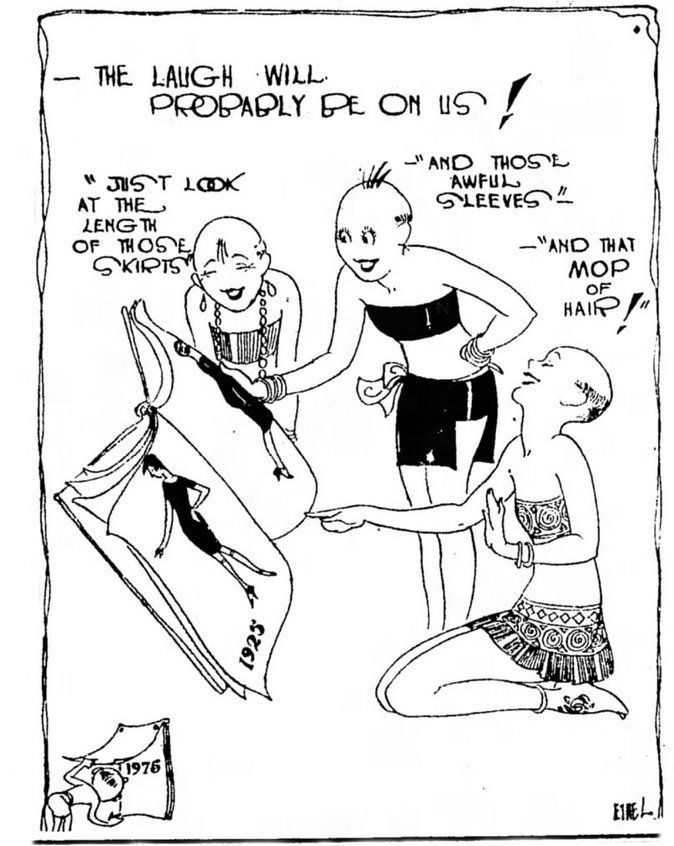 — THE LAUGH WILL
PROBABLY BE ON US!
"JUST LOOK
AT THE
LENGTH
OF THOSE
SKIRTS"
—"AND THOSE
AWFUL
SLEEVES"—
—"AND THAT
MOP
OF
HAIR!"
1925
1975
ETHEL